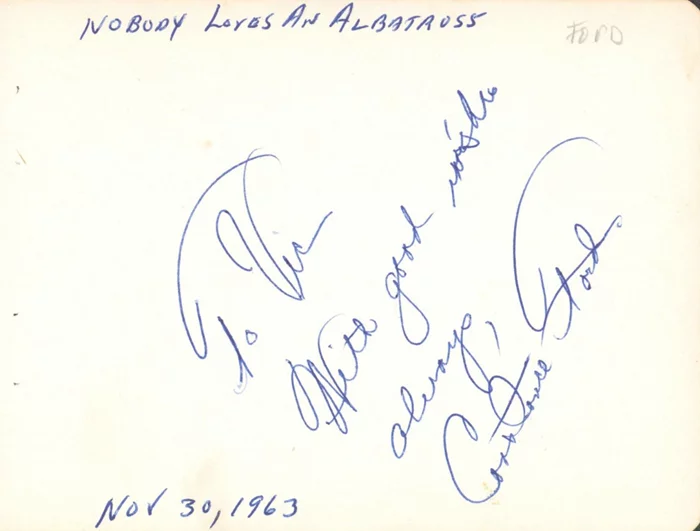 NOBODY LOVES AN ALBATROSS
FORD
To Vic
With good wishes
always,
Constance Ford.
NOV 30, 1963